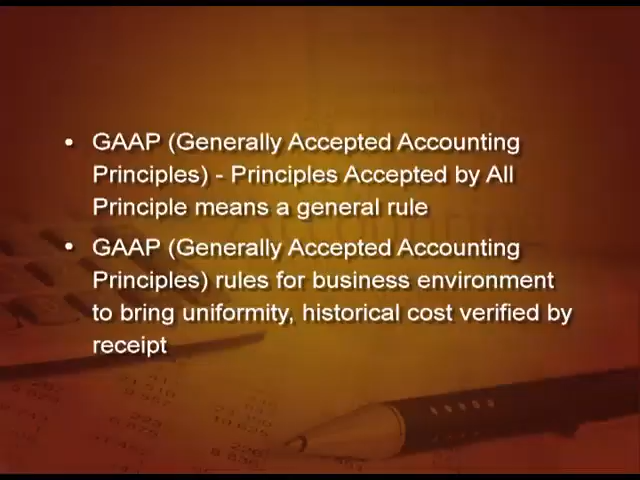 • GAAP (Generally Accepted Accounting
Principles) - Principles Accepted by All
Principle means a general rule
• GAAP (Generally Accepted Accounting
Principles) rules for business environment
to bring uniformity, historical cost verified by
receipt